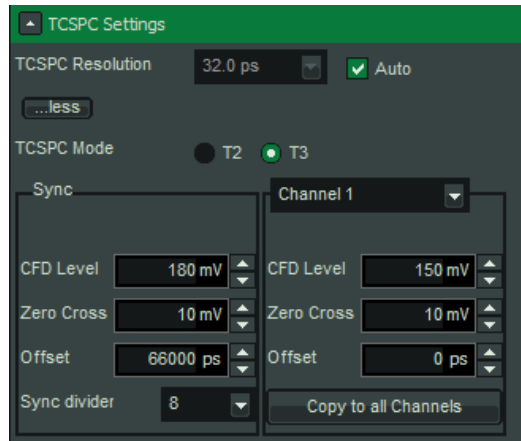 TCSPC Settings
TCSPC Resolution 32.0 ps Auto
...less
TCSPC Mode T2 T3
Sync
CFD Level 180 mV
Zero Cross 10 mV
Offset 66000 ps
Sync divider 8
Channel 1
CFD Level 150 mV
Zero Cross 10 mV
Offset 0 ps
Copy to all Channels